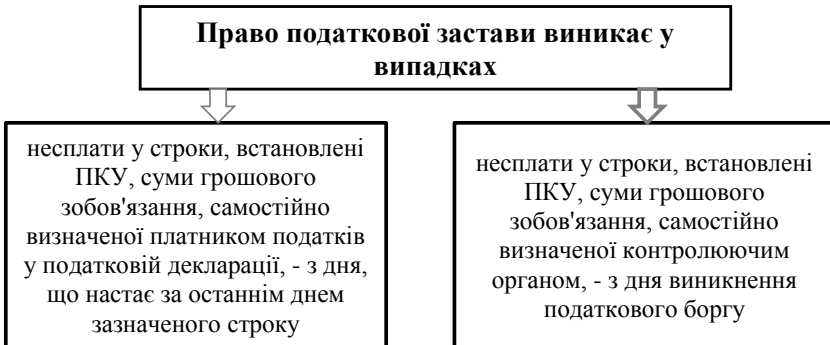 Право податкової застави виникає у
випадках
несплати у строки, встановлені
ПКУ, суми грошового
зобов'язання, самостійно
визначеної платником податків
у податковій декларації, - з дня,
що настає за останнім днем
зазначеного строку
несплати у строки, встановлені
ПКУ, суми грошового
зобов'язання, самостійно
визначеної контролюючим
органом, - з дня виникнення
податкового боргу